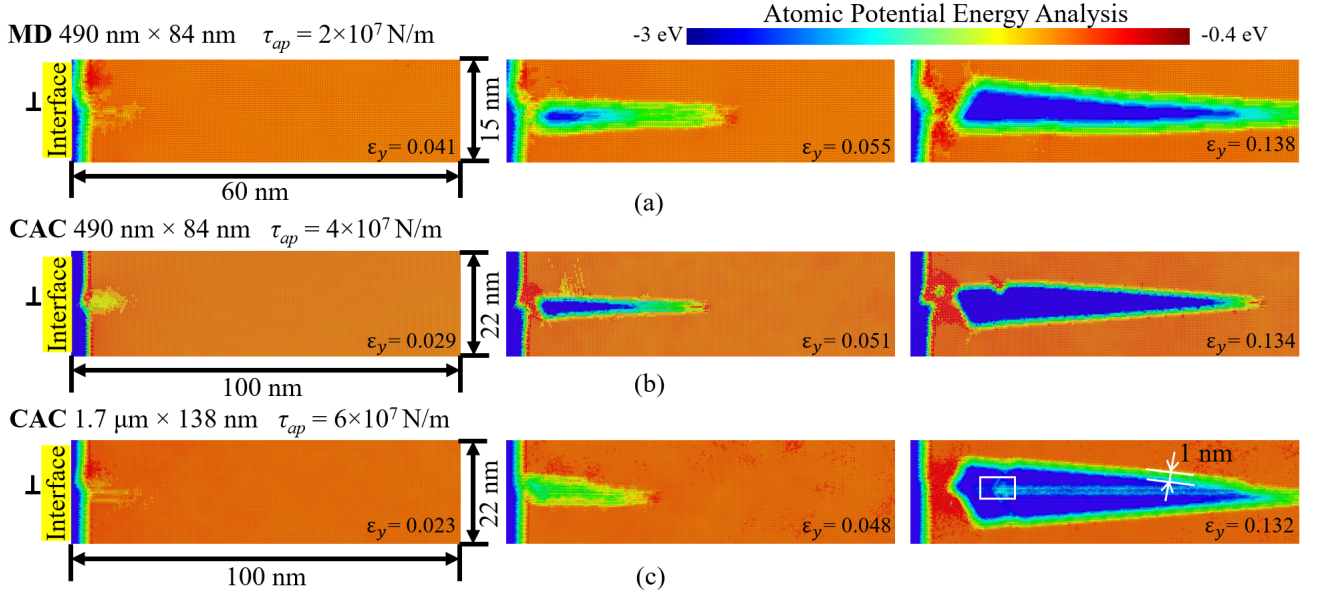 Atomic Potential Energy Analysis
MD 490 nm × 84 nm τap = 2×10⁷ N/m
-3 eV
-0.4 eV
⊥
Interface
εy = 0.041
15 nm
εy = 0.055
εy = 0.138
60 nm
(a)
CAC 490 nm × 84 nm τap = 4×10⁷ N/m
⊥
Interface
εy = 0.029
22 nm
εy = 0.051
εy = 0.134
100 nm
(b)
CAC 1.7 μm × 138 nm τap = 6×10⁷ N/m
⊥
Interface
εy = 0.023
22 nm
εy = 0.048
1 nm
εy = 0.132
100 nm
(c)